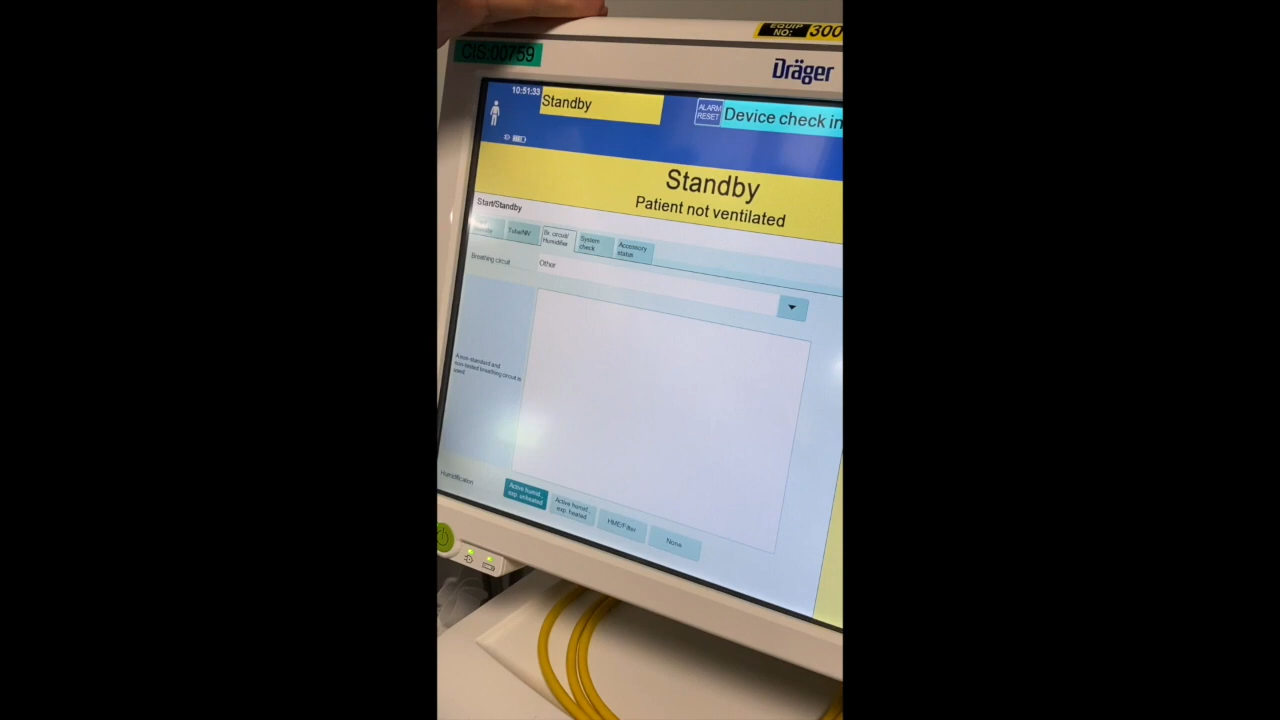 EQUIP
NO: 300
CIS:00759
Dräger
10:51:33
Standby
ALARM
RESET
Device check in
Standby
Patient not ventilated
Start/Standby
Tube/NIV
Br. circuit/
Humidifier
System
check
Accessory
status
Breathing circuit
Other
A non-standard and
non-tested breathing circuit is
used
Humidification
Active humid.,
exp. unheated
Active humid.,
exp. heated
HME/Filter
None